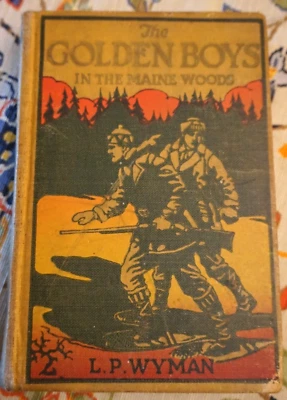 The
GOLDEN BOYS
IN THE MAINE WOODS
L.P. WYMAN